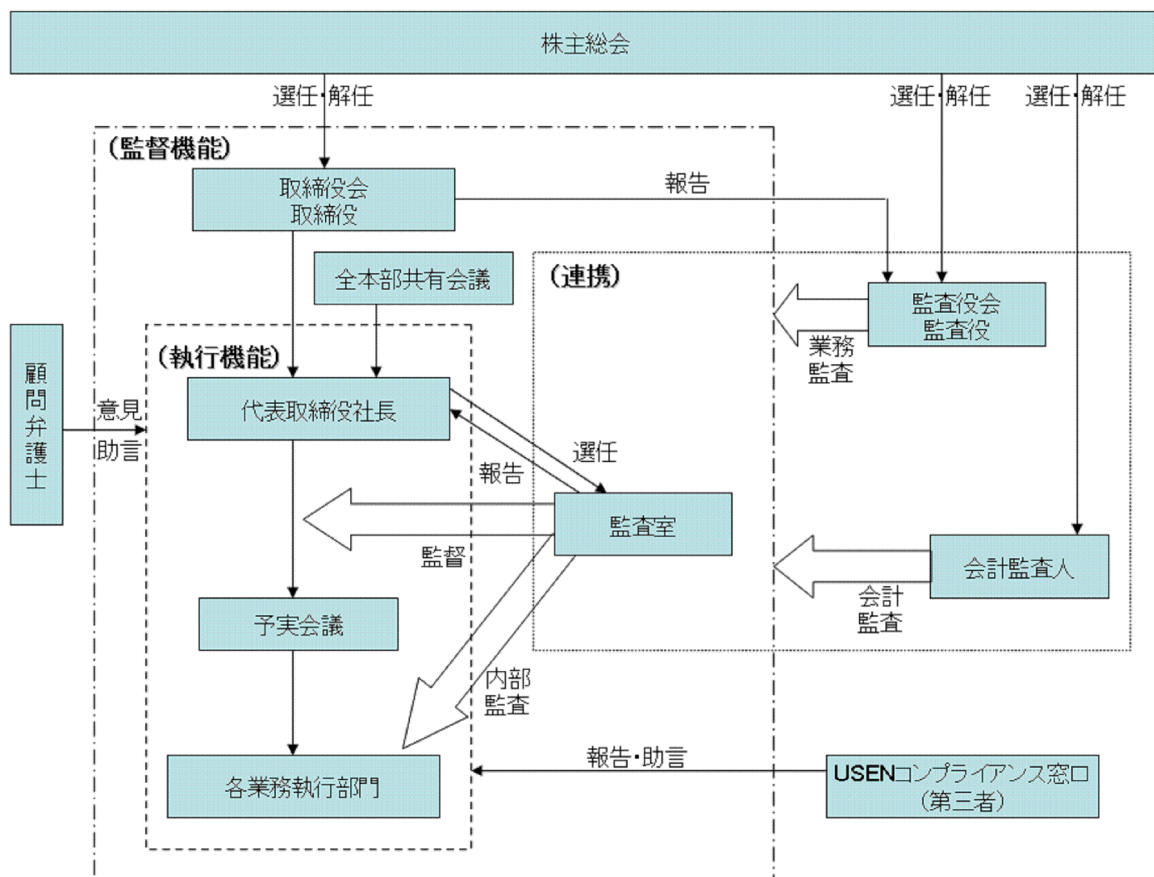 株主総会
選任・解任
選任・解任
選任・解任
(監督機能)
取締役会
取締役
報告
全本部共有会議
(連携)
監査役会
監査役
業務
監査
(執行機能)
顧問弁護士
意見
助言
代表取締役社長
選任
報告
監査室
監督
会計監査人
会計
監査
予実会議
内部
監査
各業務執行部門
報告・助言
USENコンプライアンス窓口
(第三者)